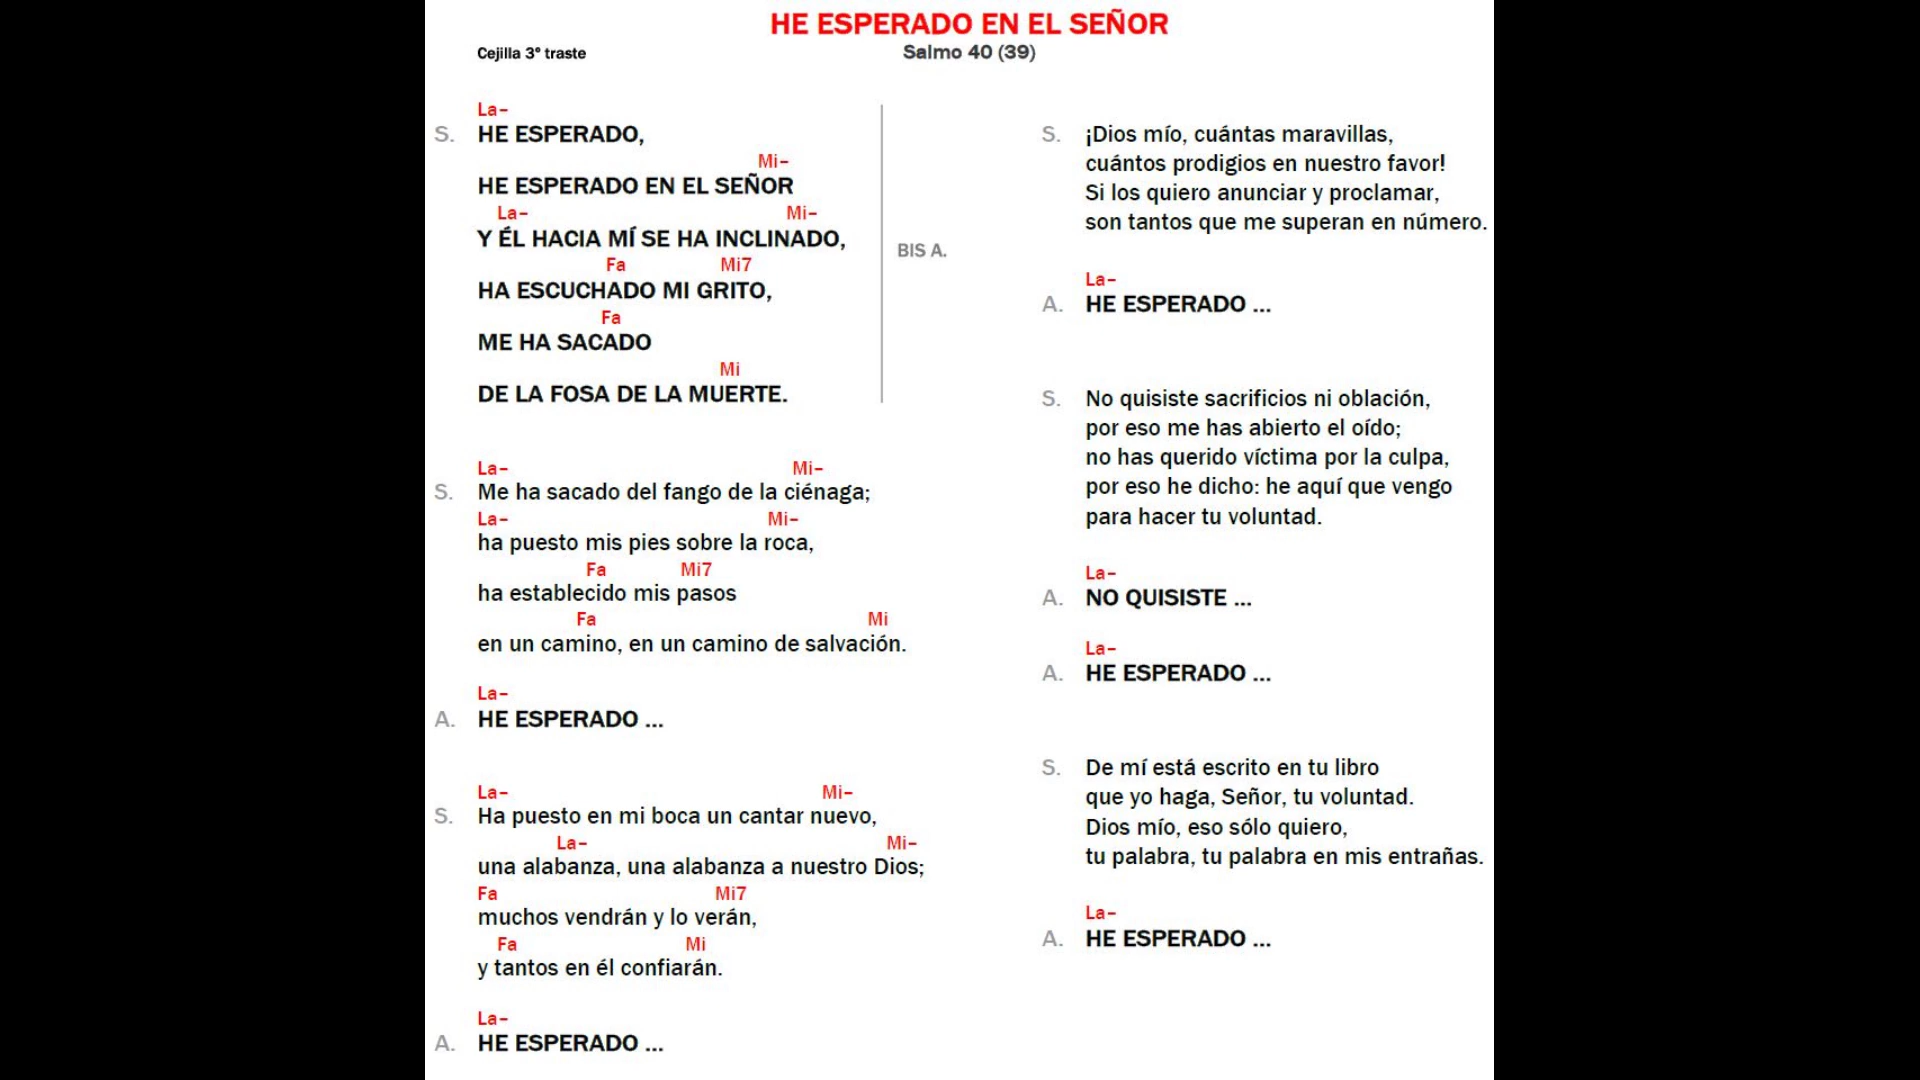 HE ESPERADO EN EL SEÑOR
Cejilla 3º traste
Salmo 40 (39)
La-
S. HE ESPERADO,
Mi-
HE ESPERADO EN EL SEÑOR
La- Mi-
Y ÉL HACIA MÍ SE HA INCLINADO,
BIS A.
Fa Mi7
HA ESCUCHADO MI GRITO,
Fa
ME HA SACADO
Mi
DE LA FOSA DE LA MUERTE.
La- Mi-
S. Me ha sacado del fango de la ciénaga;
La- Mi-
ha puesto mis pies sobre la roca,
Fa Mi7
ha establecido mis pasos
Fa Mi
en un camino, en un camino de salvación.
La-
A. HE ESPERADO ...
La- Mi-
S. Ha puesto en mi boca un cantar nuevo,
La- Mi-
una alabanza, una alabanza a nuestro Dios;
Fa Mi7
muchos vendrán y lo verán,
Fa Mi
y tantos en él confiarán.
La-
A. HE ESPERADO ...
S. ¡Dios mío, cuántas maravillas,
cuántos prodigios en nuestro favor!
Si los quiero anunciar y proclamar,
son tantos que me superan en número.
La-
A. HE ESPERADO ...
S. No quisiste sacrificios ni oblación,
por eso me has abierto el oído;
no has querido víctima por la culpa,
por eso he dicho: he aquí que vengo
para hacer tu voluntad.
La-
A. NO QUISISTE ...
La-
A. HE ESPERADO ...
S. De mí está escrito en tu libro
que yo haga, Señor, tu voluntad.
Dios mío, eso sólo quiero,
tu palabra, tu palabra en mis entrañas.
La-
A. HE ESPERADO ...